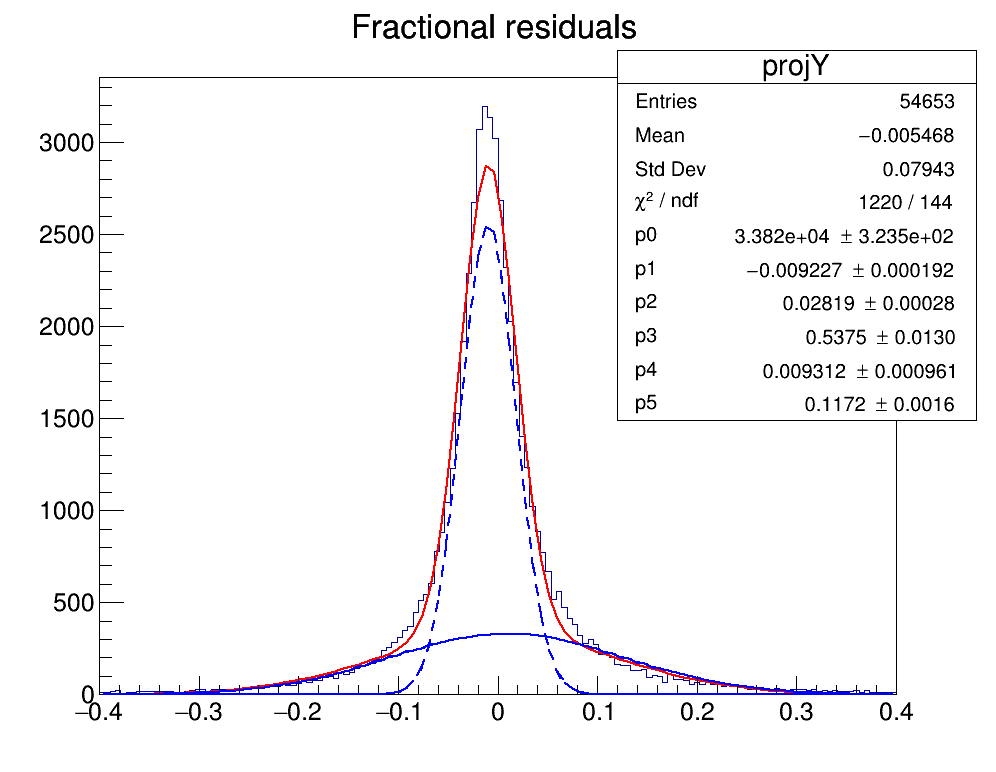 Fractional residuals
projY
Entries 54653
Mean −0.005468
Std Dev 0.07943
χ² / ndf 1220 / 144
p0 3.382e+04 ± 3.235e+02
p1 −0.009227 ± 0.000192
p2 0.02819 ± 0.00028
p3 0.5375 ± 0.0130
p4 0.009312 ± 0.000961
p5 0.1172 ± 0.0016
3000
2500
2000
1500
1000
500
0
−0.4 −0.3 −0.2 −0.1 0 0.1 0.2 0.3 0.4